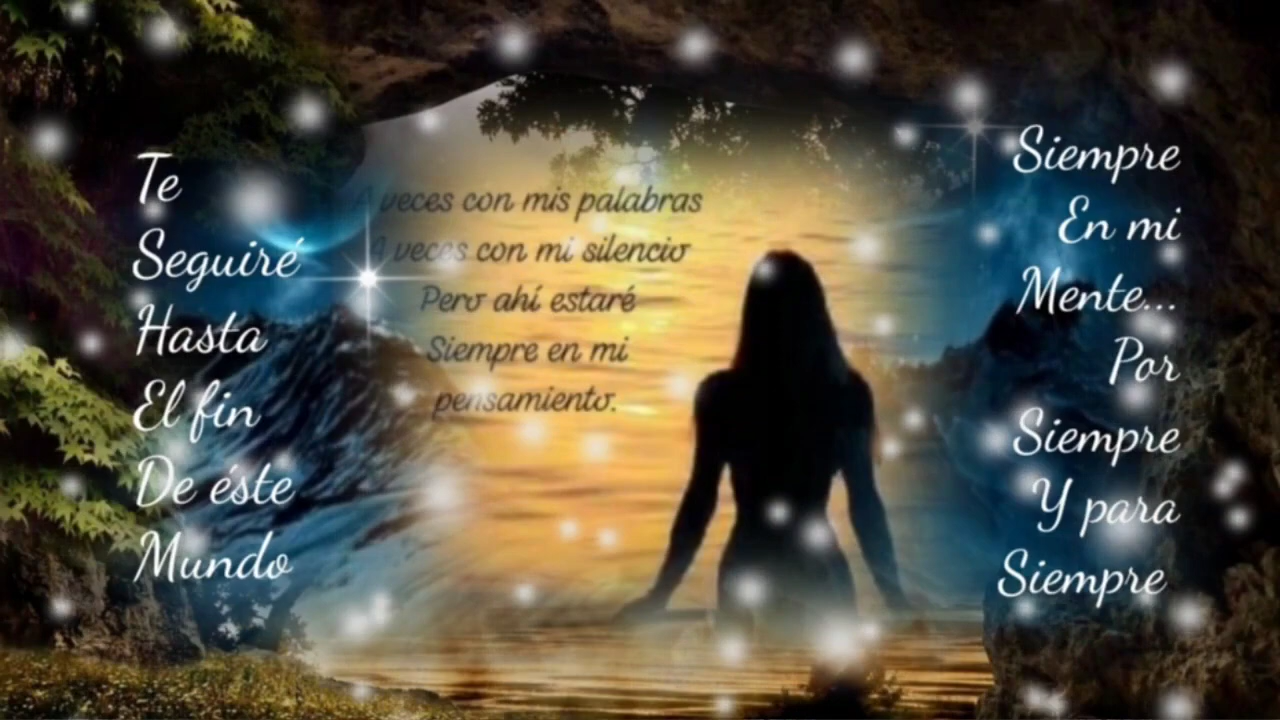 Te
Seguiré
Hasta
El fin
De éste
Mundo
A veces con mis palabras
A veces con mi silencio
Pero ahí estaré
Siempre en mi
pensamiento.
Siempre
En mi
Mente...
Por
Siempre
Y para
Siempre